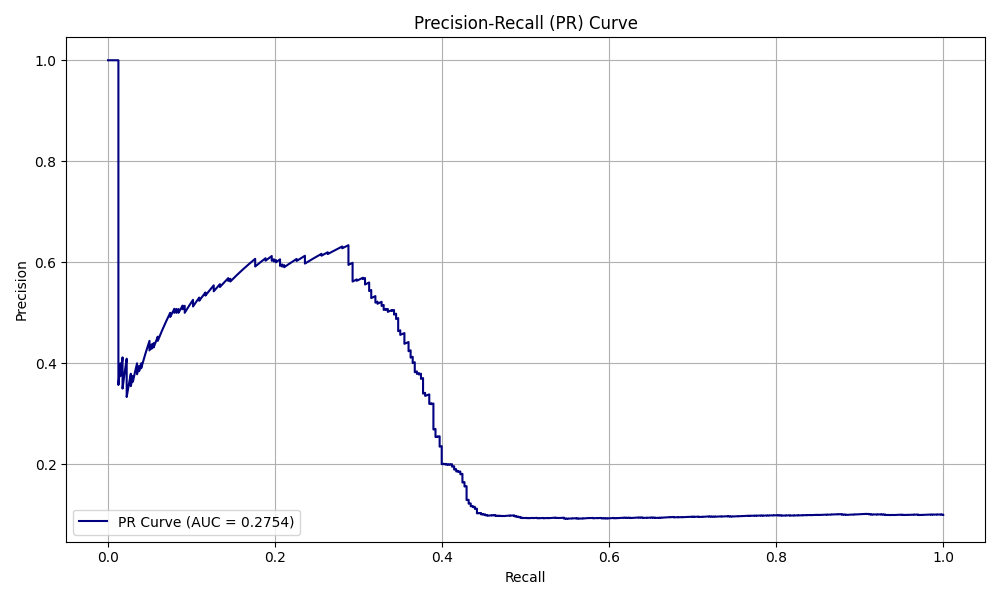 Precision-Recall (PR) Curve
1.0
0.8
0.6
0.4
0.2
Precision
PR Curve (AUC = 0.2754)
0.0 0.2 0.4 0.6 0.8 1.0
Recall